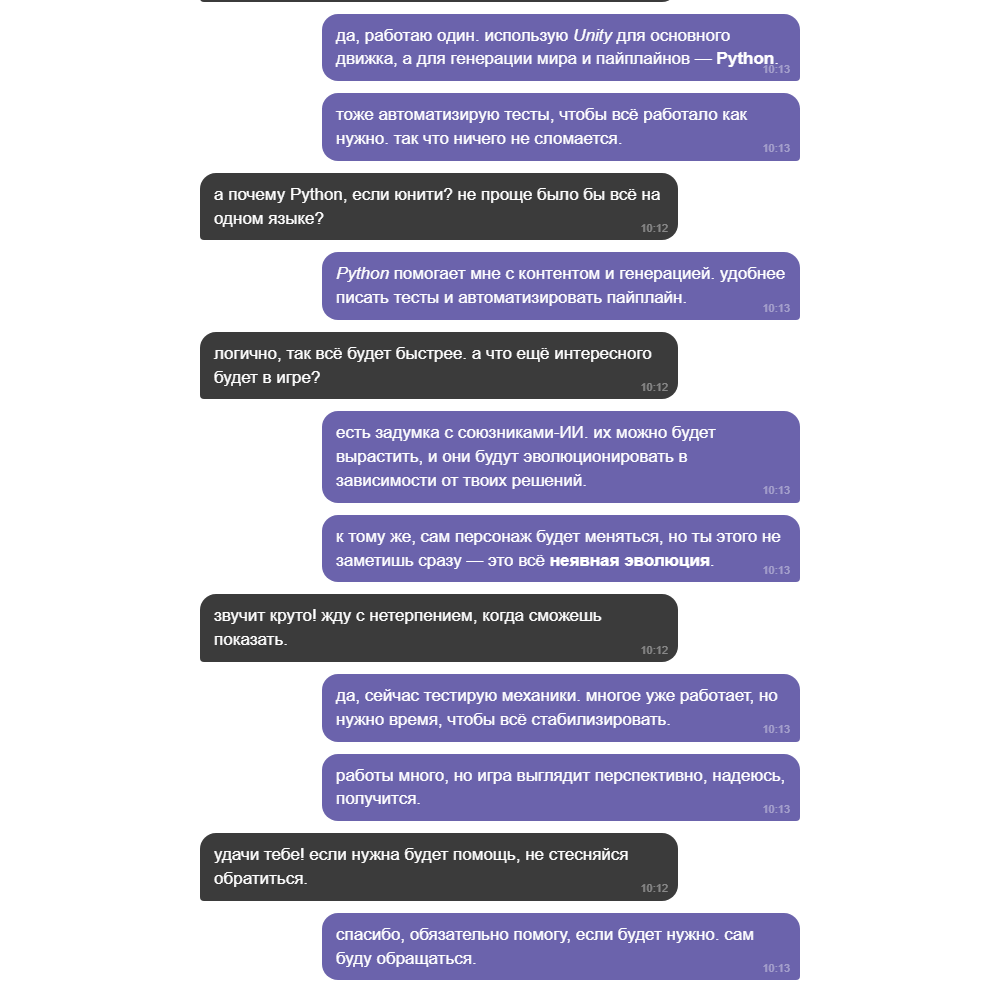 да, работаю один. использую Unity для основного
движка, а для генерации мира и пайплайнов — Python.
10:13
тоже автоматизирую тесты, чтобы всё работало как
нужно. так что ничего не сломается.
10:13
а почему Python, если юнити? не проще было бы всё на
одном языке?
10:12
Python помогает мне с контентом и генерацией. удобнее
писать тесты и автоматизировать пайплайн.
10:13
логично, так всё будет быстрее. а что ещё интересного
будет в игре?
10:12
есть задумка с союзниками-ИИ. их можно будет
вырастить, и они будут эволюционировать в
зависимости от твоих решений.
10:13
к тому же, сам персонаж будет меняться, но ты этого не
заметишь сразу — это всё неявная эволюция.
10:13
звучит круто! жду с нетерпением, когда сможешь
показать.
10:12
да, сейчас тестирую механики. многое уже работает, но
нужно время, чтобы всё стабилизировать.
10:13
работы много, но игра выглядит перспективно, надеюсь,
получится.
10:13
удачи тебе! если нужна будет помощь, не стесняйся
обратиться.
10:12
спасибо, обязательно помогу, если будет нужно. сам
буду обращаться.
10:13